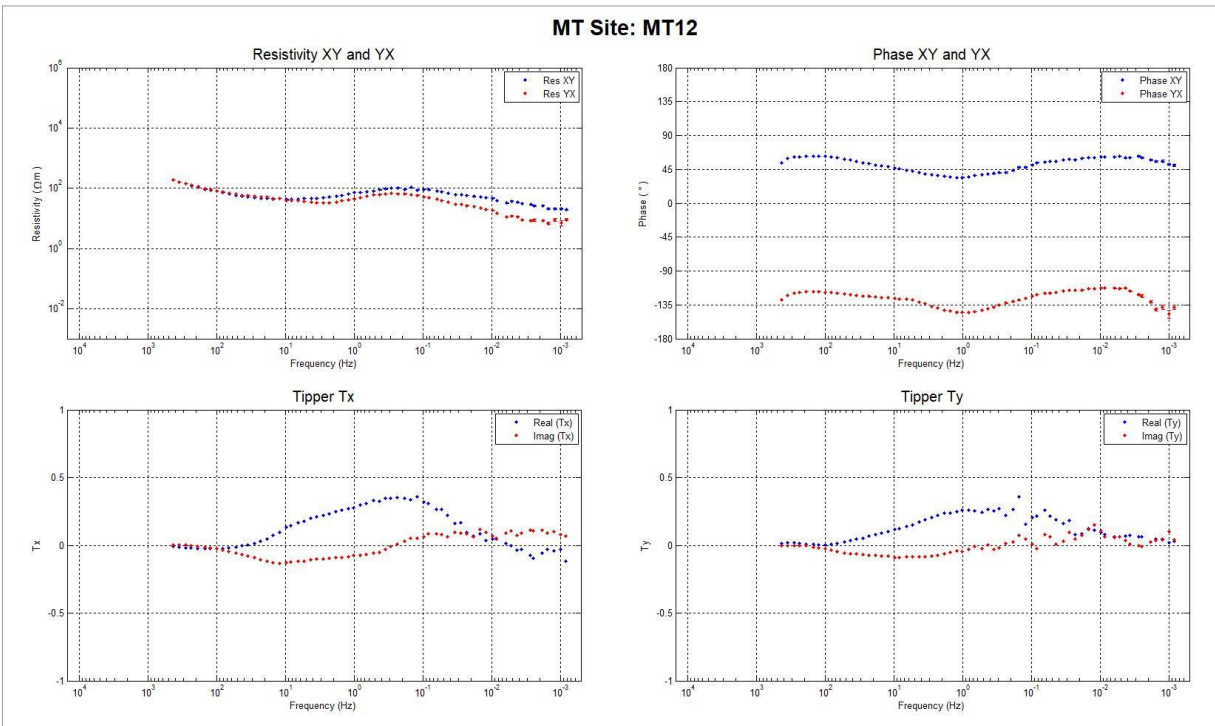 MT Site: MT12
Resistivity XY and YX
10^6
10^4
10^2
10^0
10^-2
Resistivity (Ωm)
Res XY
Res YX
10^4 10^3 10^2 10^1 10^0 10^-1 10^-2 10^-3
Frequency (Hz)
Phase XY and YX
180
135
90
45
0
-45
-90
-135
-180
Phase (°)
Phase XY
Phase YX
10^4 10^3 10^2 10^1 10^0 10^-1 10^-2 10^-3
Frequency (Hz)
Tipper Tx
1
0.5
0
-0.5
-1
Tx
Real (Tx)
Imag (Tx)
10^4 10^3 10^2 10^1 10^0 10^-1 10^-2 10^-3
Frequency (Hz)
Tipper Ty
1
0.5
0
-0.5
-1
Ty
Real (Ty)
Imag (Ty)
10^4 10^3 10^2 10^1 10^0 10^-1 10^-2 10^-3
Frequency (Hz)